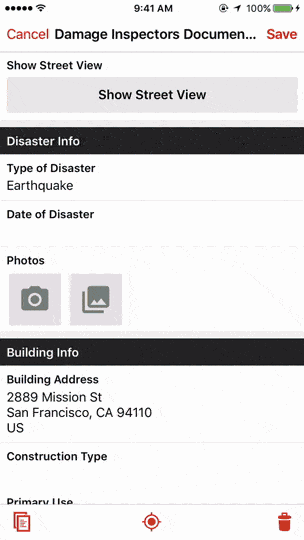 9:41 AM
100%
Cancel Damage Inspectors Documen... Save
Show Street View
Show Street View
Disaster Info
Type of Disaster
Earthquake
Date of Disaster
Photos
Building Info
Building Address
2889 Mission St
San Francisco, CA 94110
US
Construction Type
Primary Use